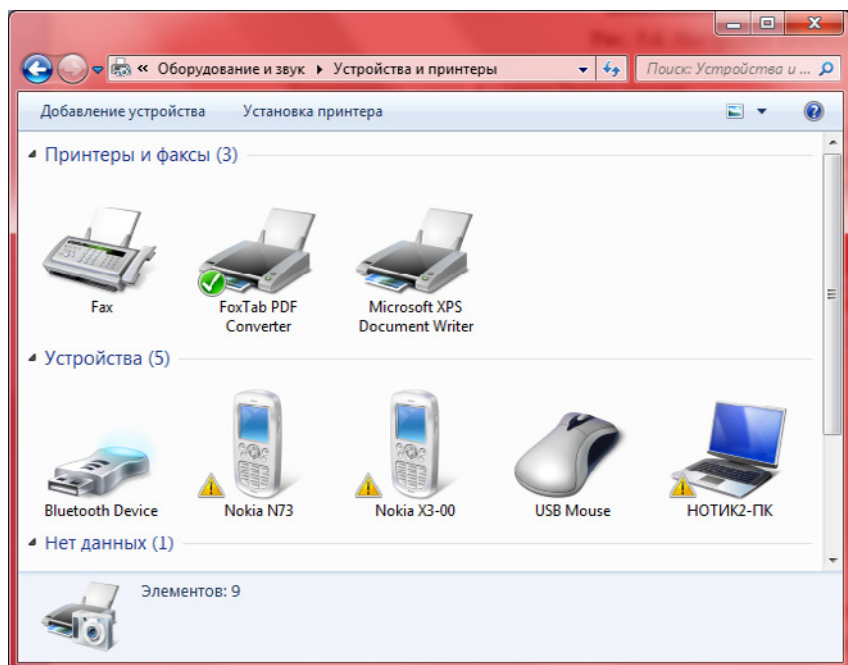 « Оборудование и звук Устройства и принтеры Поиск: Устройства и ...
Добавление устройства Установка принтера
Принтеры и факсы (3)
Fax
FoxTab PDF
Converter
Microsoft XPS
Document Writer
Устройства (5)
Bluetooth Device
Nokia N73
Nokia X3-00
USB Mouse
НОТИК2-ПК
Нет данных (1)
Элементов: 9